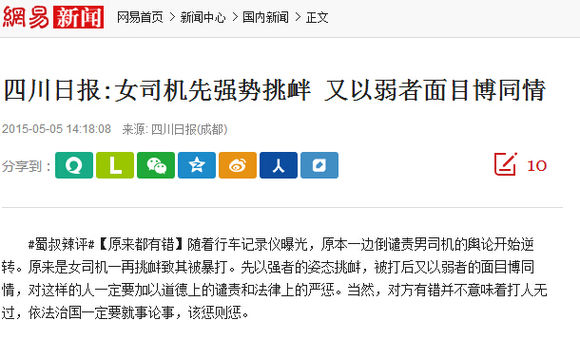 網易 新闻 网易首页 > 新闻中心 > 国内新闻 > 正文
四川日报:女司机先强势挑衅 又以弱者面目博同情
2015-05-05 14:18:08 来源: 四川日报(成都)
分享到: L 人 10
#蜀叔辣评#【原来都有错】随着行车记录仪曝光，原本一边倒谴责男司机的舆论开始逆
转。原来是女司机一再挑衅致其被暴打。先以强者的姿态挑衅，被打后又以弱者的面目博同
情，对这样的人一定要加以道德上的谴责和法律上的严惩。当然，对方有错并不意味着打人无
过，依法治国一定要就事论事，该惩则惩。